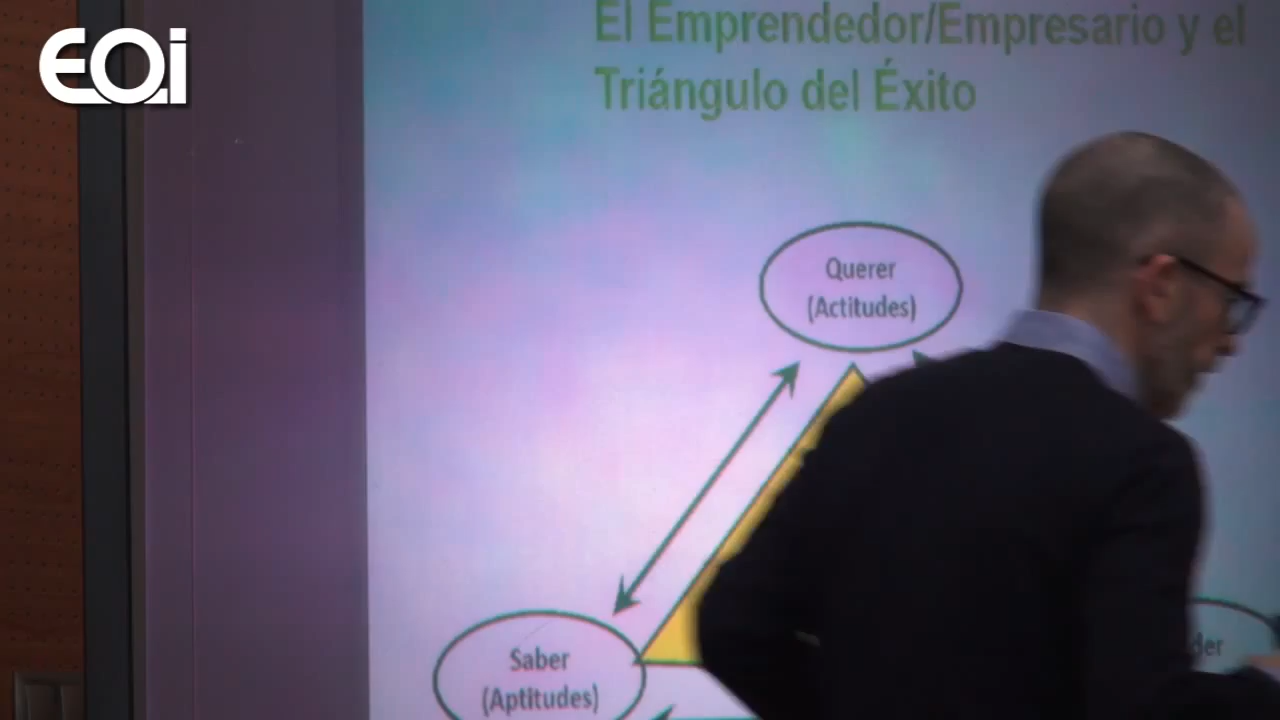 EOi
El Emprendedor/Empresario y el
Triángulo del Éxito
Querer
(Actitudes)
Saber
(Aptitudes)